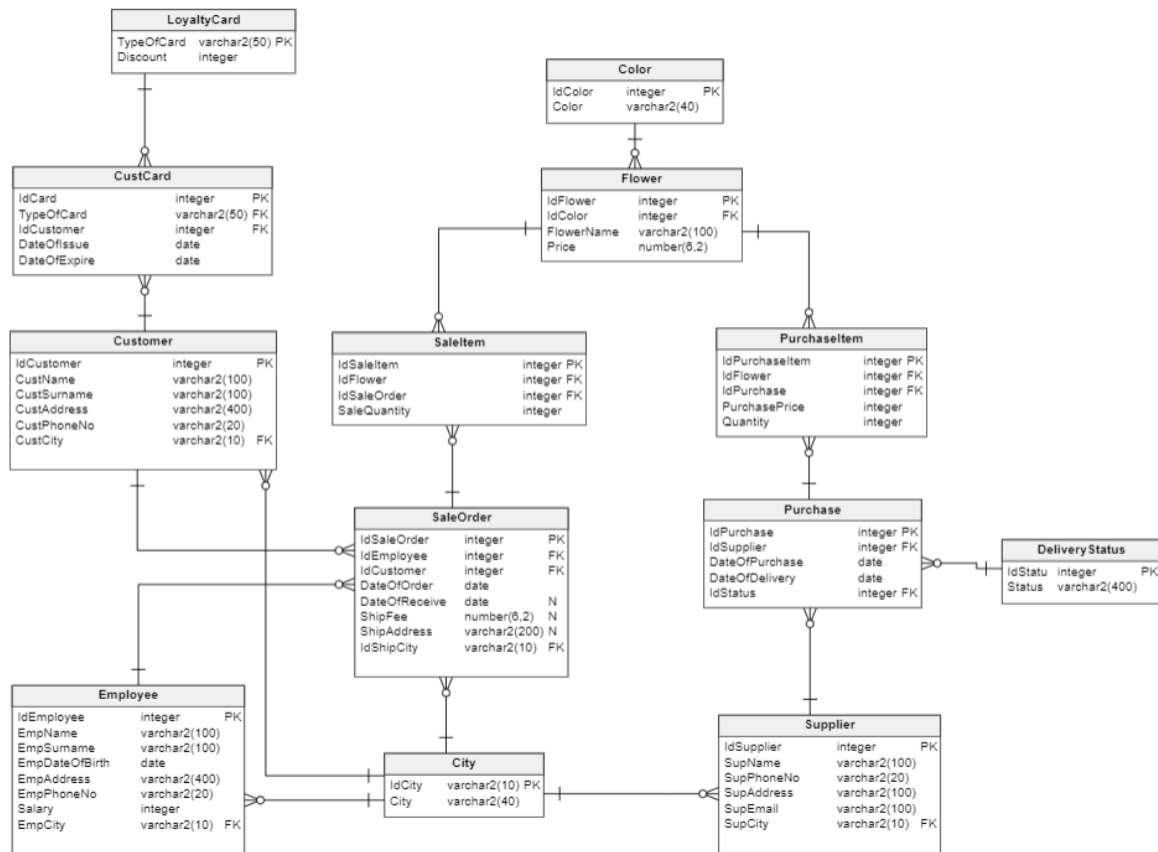 LoyaltyCard
TypeOfCard varchar2(50) PK
Discount integer
Color
IdColor integer PK
Color varchar2(40)
CustCard
IdCard integer PK
TypeOfCard varchar2(50) FK
IdCustomer integer FK
DateOfIssue date
DateOfExpire date
Flower
IdFlower integer PK
IdColor integer FK
FlowerName varchar2(100)
Price number(6,2)
Customer
IdCustomer integer PK
CustName varchar2(100)
CustSurname varchar2(100)
CustAddress varchar2(400)
CustPhoneNo varchar2(20)
CustCity varchar2(10) FK
SaleItem
IdSaleItem integer PK
IdFlower integer FK
IdSaleOrder integer FK
SaleQuantity integer
PurchaseItem
IdPurchaseItem integer PK
IdFlower integer FK
IdPurchase integer FK
PurchasePrice integer
Quantity integer
SaleOrder
IdSaleOrder integer PK
IdEmployee integer FK
IdCustomer integer FK
DateOfOrder date
DateOfReceive date N
ShipFee number(6,2) N
ShipAddress varchar2(200) N
IdShipCity varchar2(10) FK
Purchase
IdPurchase integer PK
IdSupplier integer FK
DateOfPurchase date
DateOfDelivery date
IdStatus integer FK
DeliveryStatus
IdStatu integer PK
Status varchar2(400)
Employee
IdEmployee integer PK
EmpName varchar2(100)
EmpSurname varchar2(100)
EmpDateOfBirth date
EmpAddress varchar2(400)
EmpPhoneNo varchar2(20)
Salary integer
EmpCity varchar2(10) FK
City
IdCity varchar2(10) PK
City varchar2(40)
Supplier
IdSupplier integer PK
SupName varchar2(100)
SupPhoneNo varchar2(20)
SupAddress varchar2(100)
SupEmail varchar2(100)
SupCity varchar2(10) FK